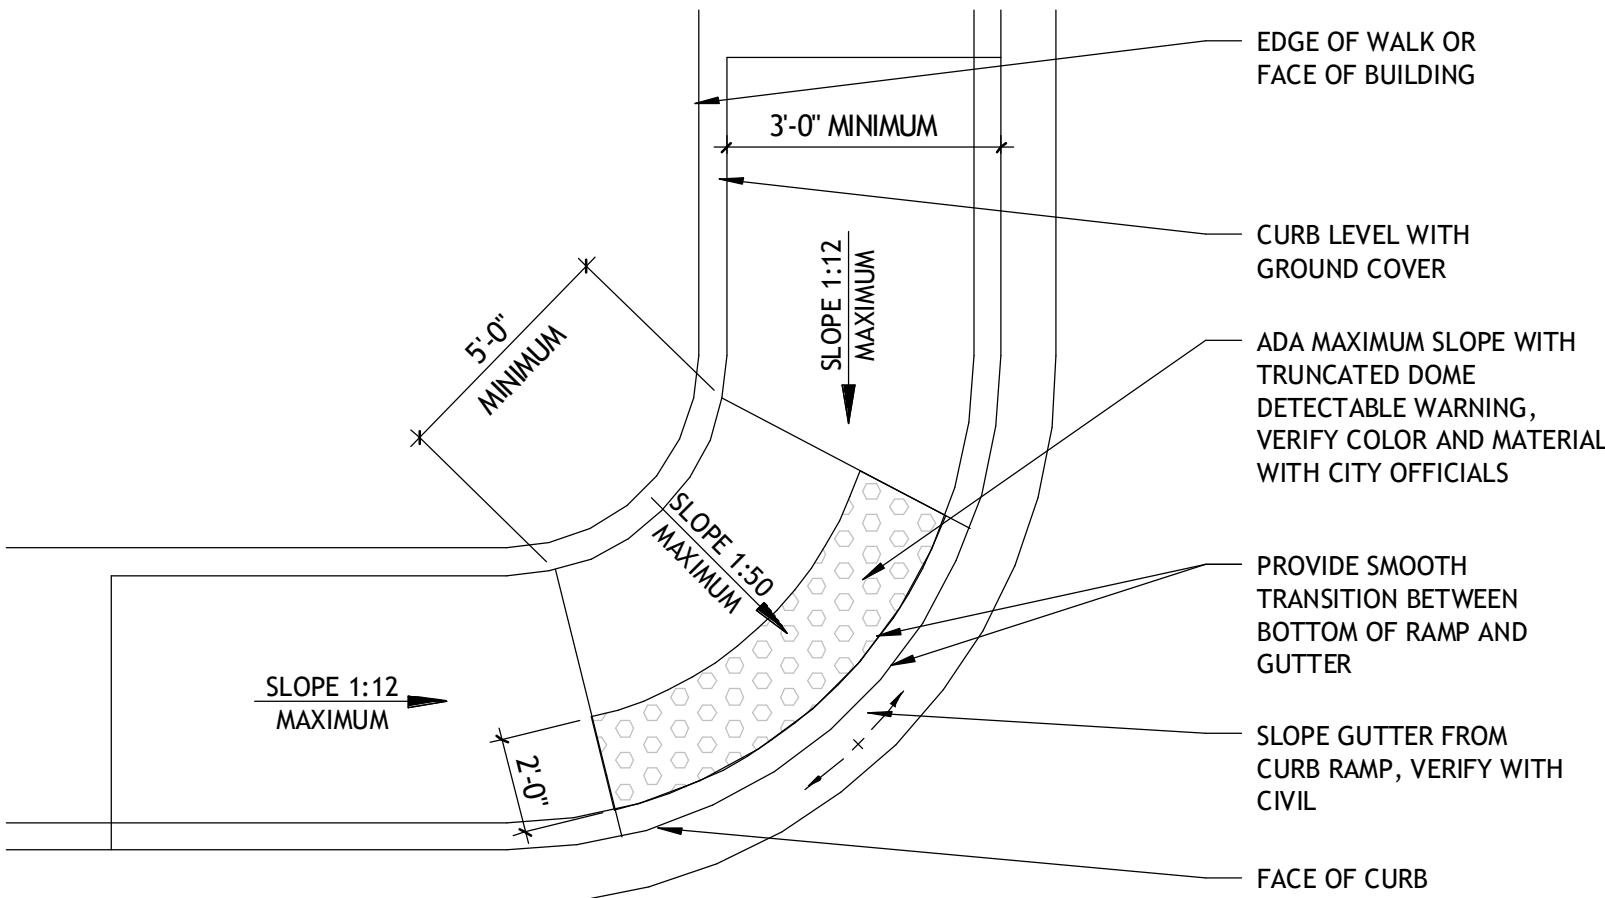 EDGE OF WALK OR
FACE OF BUILDING
3'-0" MINIMUM
CURB LEVEL WITH
GROUND COVER
SLOPE 1:12
MAXIMUM
5'-0"
MINIMUM
ADA MAXIMUM SLOPE WITH
TRUNCATED DOME
DETECTABLE WARNING,
VERIFY COLOR AND MATERIAL
WITH CITY OFFICIALS
SLOPE 1:50
MAXIMUM
PROVIDE SMOOTH
TRANSITION BETWEEN
BOTTOM OF RAMP AND
GUTTER
SLOPE 1:12
MAXIMUM
2'-0"
SLOPE GUTTER FROM
CURB RAMP, VERIFY WITH
CIVIL
FACE OF CURB